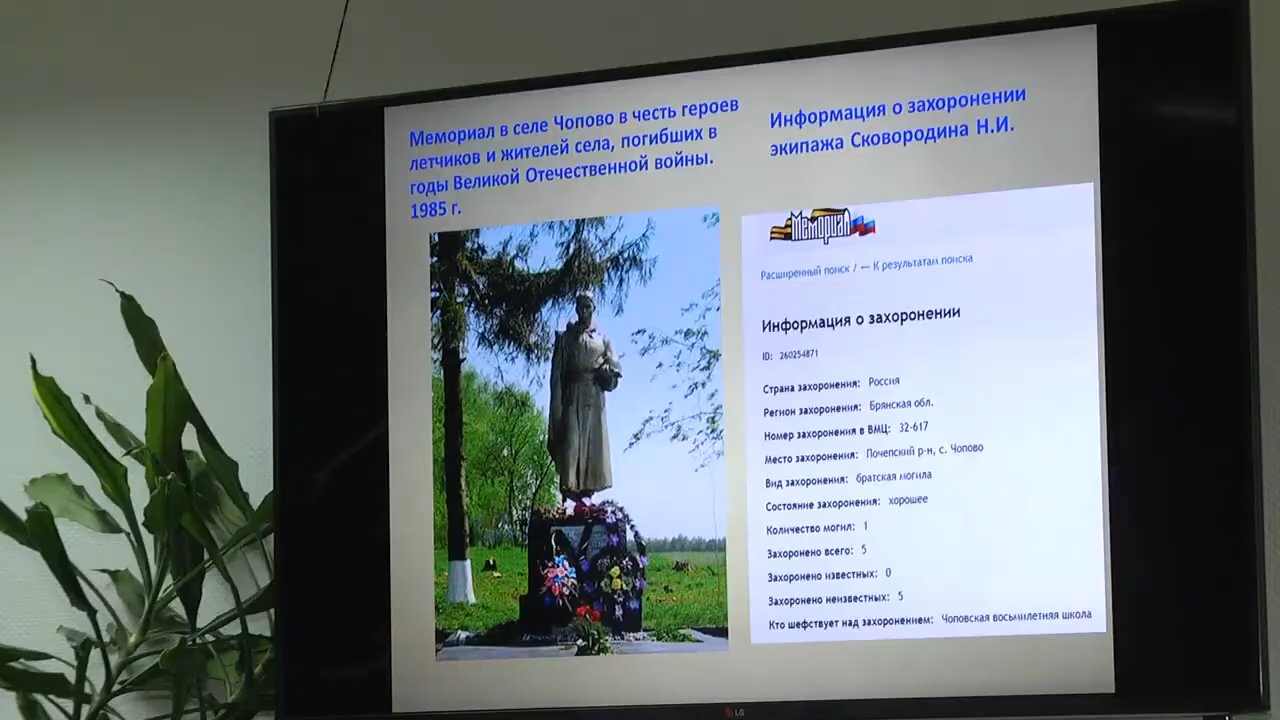 Мемориал в селе Чопово в честь героев
летчиков и жителей села, погибших в
годы Великой Отечественной войны.
1985 г.
Информация о захоронении
экипажа Сковородина Н.И.
Мемориал
Расширенный поиск / ← К результатам поиска
Информация о захоронении
ID: 260254871
Страна захоронения: Россия
Регион захоронения: Брянская обл.
Номер захоронения в ВМЦ: 32-617
Место захоронения: Почепский р-н, с. Чопово
Вид захоронения: братская могила
Состояние захоронения: хорошее
Количество могил: 1
Захоронено всего: 5
Захоронено известных: 0
Захоронено неизвестных: 5
Кто шефствует над захоронением: Чоповская восьмилетняя школа
LG